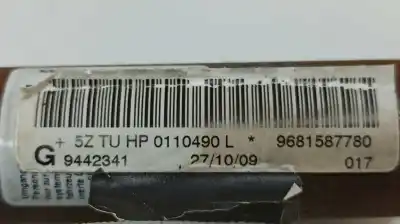 + 5Z TU HP 0110490 L * 9681587780
G 9442341 27/10/09 017